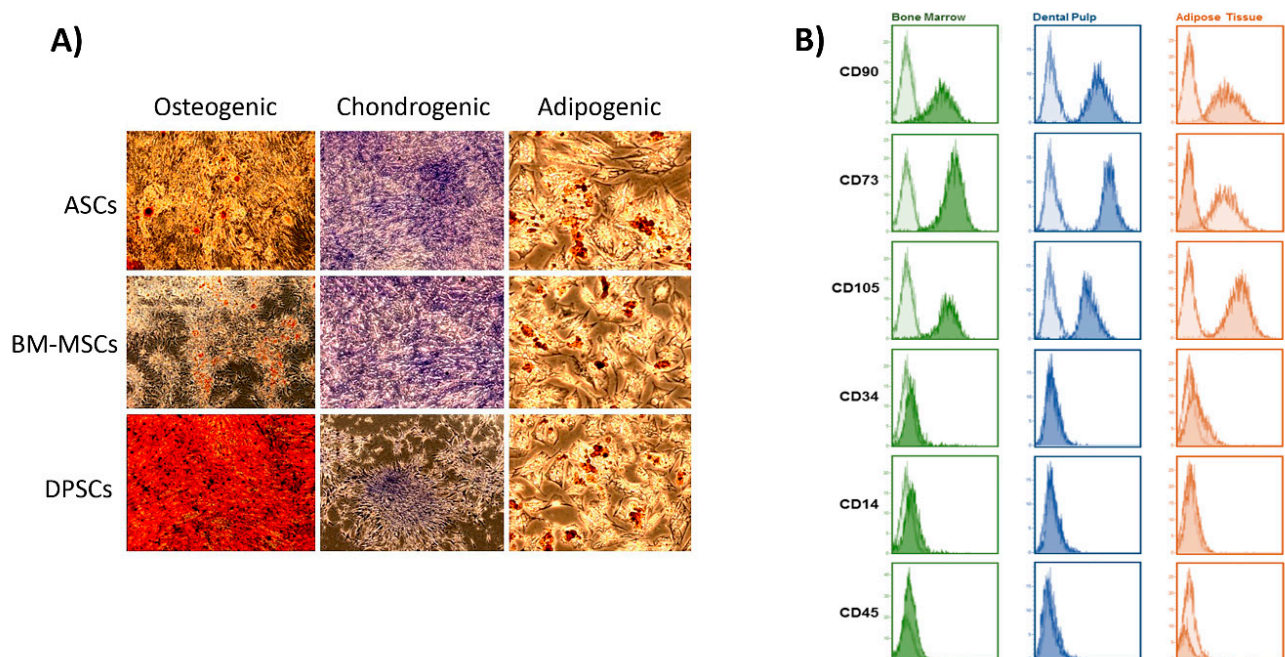 A)
Osteogenic Chondrogenic Adipogenic
ASCs
BM-MSCs
DPSCs
B)
Bone Marrow Dental Pulp Adipose Tissue
CD90
CD73
CD105
CD34
CD14
CD45